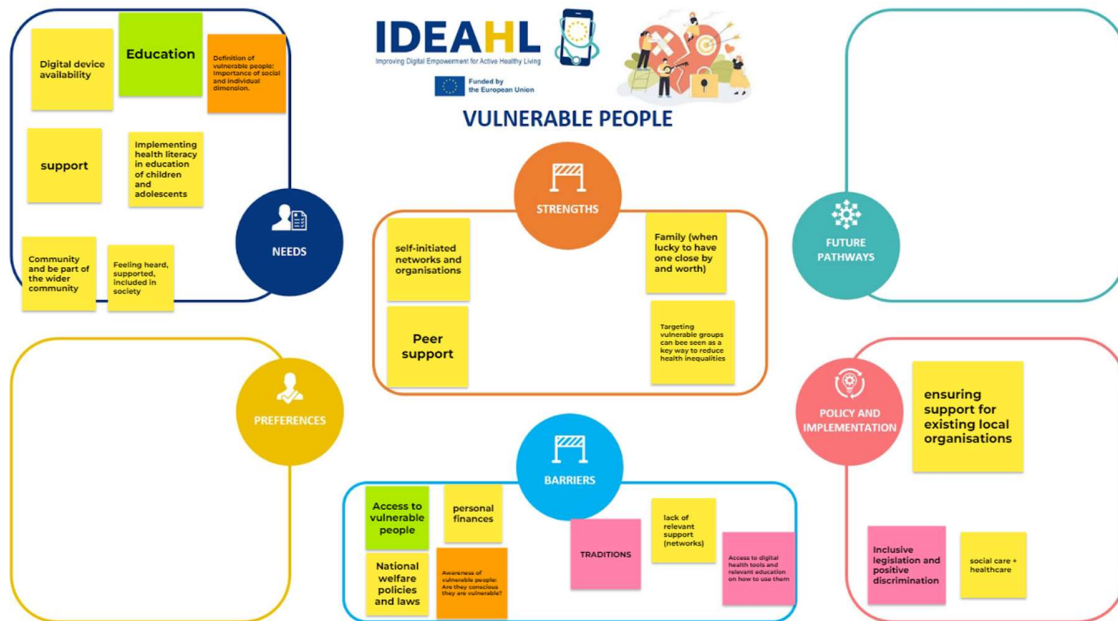 IDEAHL
Improving Digital Empowerment for Active Healthy Living
Funded by
the European Union
VULNERABLE PEOPLE
Digital device
availability
Education
Definition of
vulnerable people:
Importance of social
and individual
dimension.
support
Implementing
health literacy
in education
of children
and
adolescents
Community
and be part of
the wider
community
Feeling heard,
supported,
included in
society
NEEDS
STRENGTHS
self-initiated
networks and
organisations
Family (when
lucky to have
one close by
and worth)
Peer
support
Targeting
vulnerable groups
can bee seen as a
key way to reduce
health inequalities
FUTURE
PATHWAYS
PREFERENCES
BARRIERS
Access to
vulnerable
people
personal
finances
National
welfare
policies
and laws
Awareness of
vulnerable people:
Are they conscious
they are vulnerable?
TRADITIONS
lack of
relevant
support
(networks)
Access to digital
health tools and
relevant education
on how to use them
POLICY AND
IMPLEMENTATION
ensuring
support for
existing local
organisations
Inclusive
legislation and
positive
discrimination
social care +
healthcare